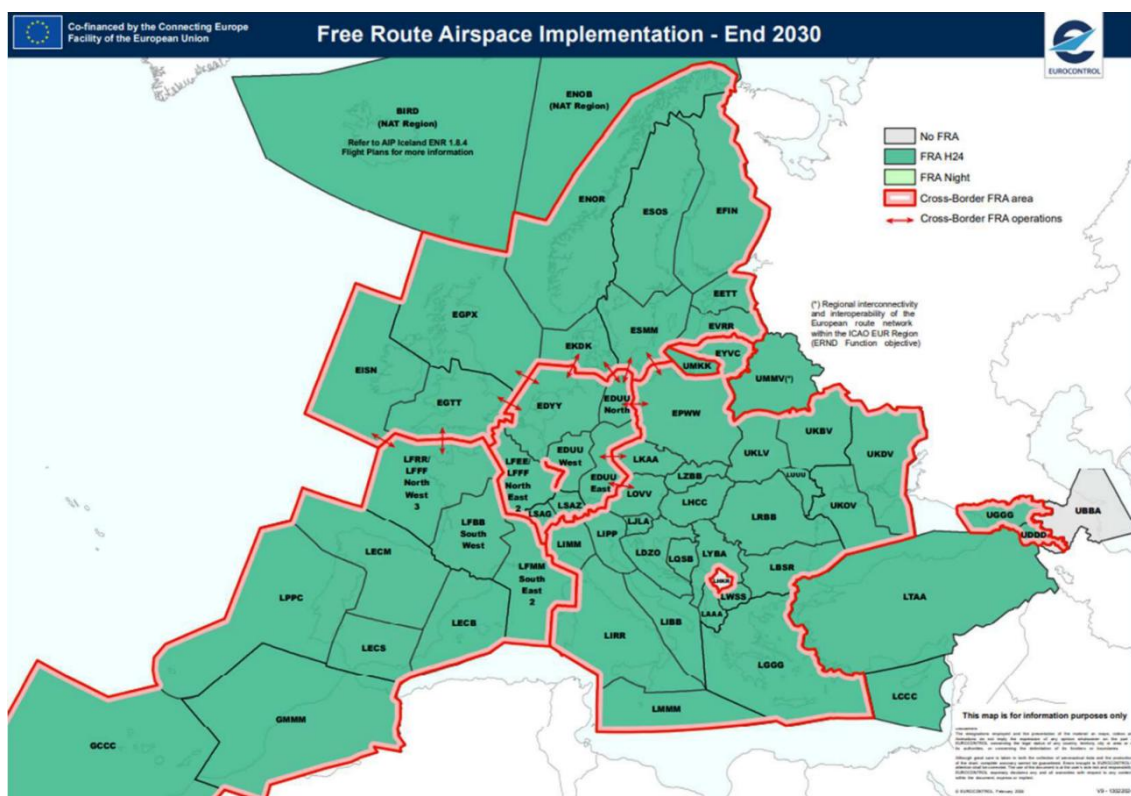 Co-financed by the Connecting Europe
Facility of the European Union
Free Route Airspace Implementation - End 2030
EUROCONTROL
BIRD
(NAT Region)
Refer to AIP Iceland ENR 1.8.4
Flight Plans for more information
ENOB
(NAT Region)
No FRA
FRA H24
FRA Night
Cross-Border FRA area
Cross-Border FRA operations
(*) Regional interconnectivity
and interoperability of the
European route network
within the ICAO EUR Region
(ERND Function objective)
ENOR
ESOS
EFIN
EETT
EGPX
ESMM
EVRR
EKDK
EYVC
UMKK
UMMV(*)
EISN
EGTT
EDYY
EDUU
North
EPWW
UKBV
UKDV
UKLV
EDUU
West
LFRR/
LFFF
North
West
3
LFEE/
LFFF
North
East
2
EDUU
East
LKAA
LZBB
LUUU
LOVV
LHCC
UKOV
LSAG
LSAZ
LRBB
LFBB
South
West
LIMM
LIPP
LJLA
LDZO
LQSB
LYBA
LBSR
UGGG
UDDD
UBBA
LECM
LFMM
South
East
2
LWSS
LAAA
LPPC
LECB
LECS
LIRR
LIBB
LGGG
LTAA
LMMM
LCCC
GMMM
GCCC
This map is for information purposes only